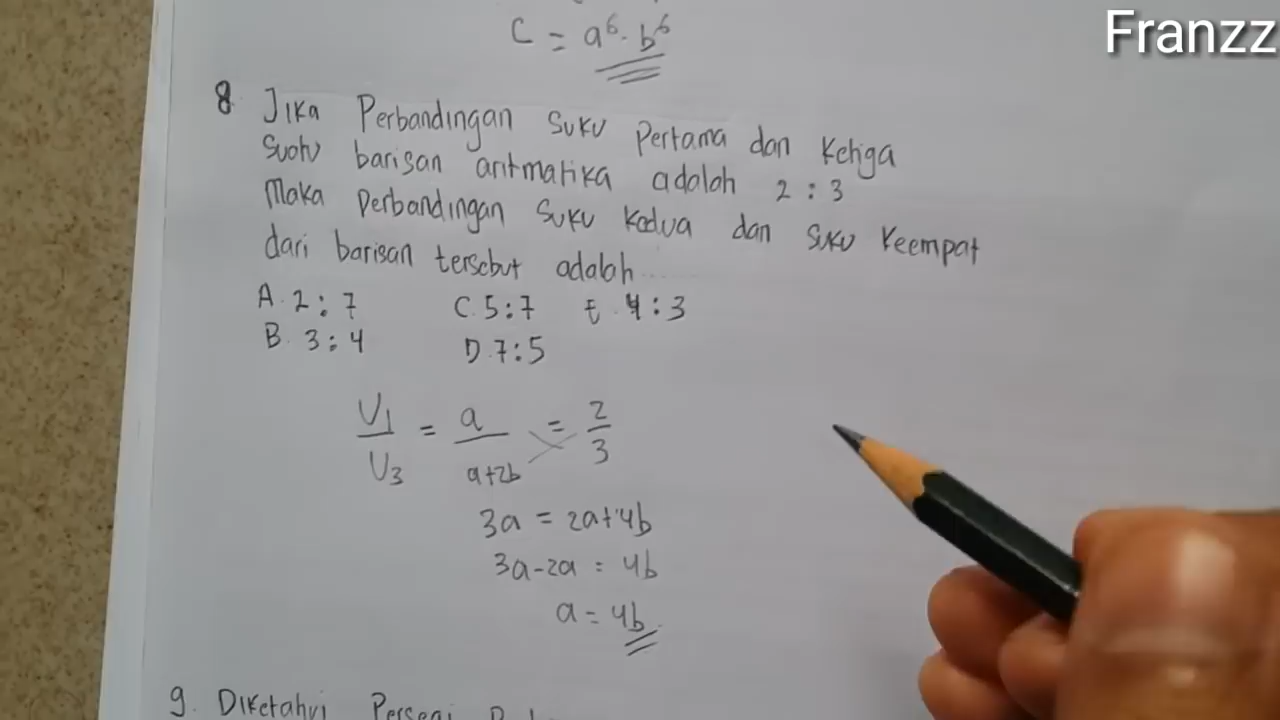 Franzz
C = a⁶ · b⁶
8 Jika Perbandingan suku Pertama dan Ketiga
suatu barisan aritmatika adalah 2 : 3
Maka Perbandingan suku kedua dan suku Keempat
dari barisan tersebut adalah ...
A. 2 : 7 C. 5 : 7 E. 4 : 3
B. 3 : 4 D. 7 : 5
U₁/U₃ = a/(a+2b) = 2/3
3a = 2a+4b
3a-2a = 4b
a = 4b
9. Diketahui Persegi